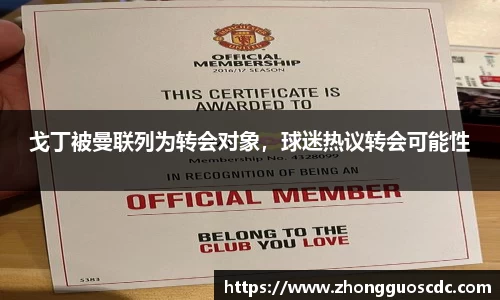 OFFICIAL
MEMBERSHIP
2016/17 SEASON
THIS CERTIFICATE IS
AWARDED TO
戈丁被曼联列为转会对象，球迷热议转会可能性
Membership No. 4328099
IN RECOGNITION OF BEING AN
OFFICIAL MEMBER
BELONG TO THE
CLUB YOU LOVE
5383
https://www.zhongguoscdc.com